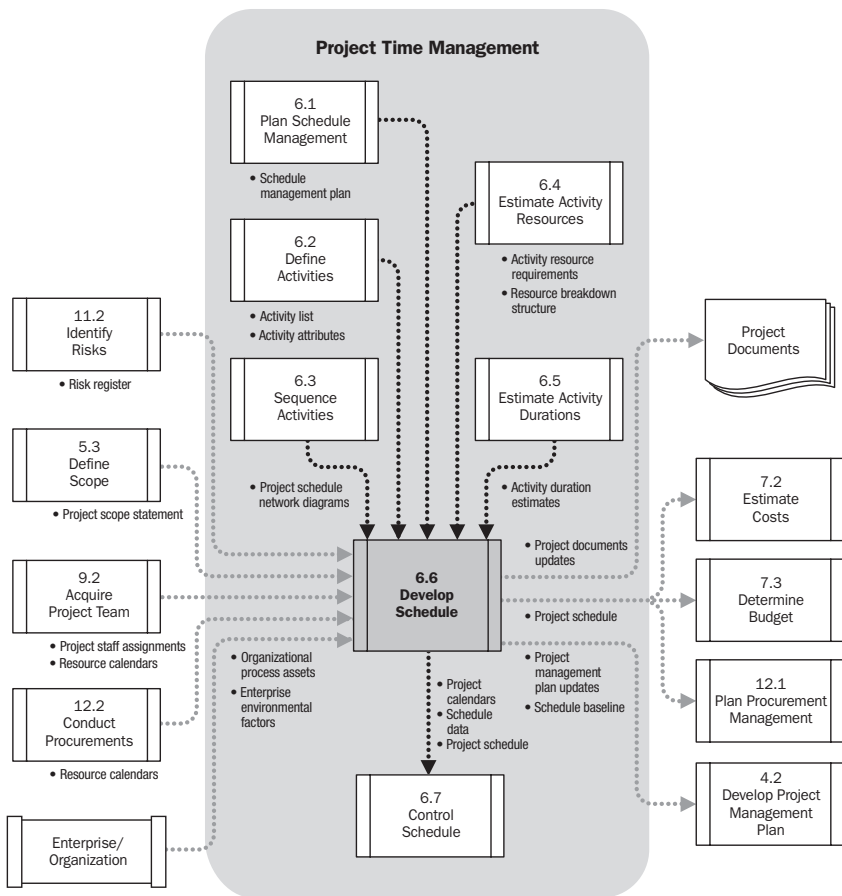 Project Time Management
6.1
Plan Schedule
Management
• Schedule
management plan
6.4
Estimate Activity
Resources
• Activity resource
requirements
• Resource breakdown
structure
6.2
Define
Activities
• Activity list
• Activity attributes
11.2
Identify
Risks
• Risk register
Project
Documents
6.3
Sequence
Activities
• Project schedule
network diagrams
6.5
Estimate Activity
Durations
• Activity duration
estimates
5.3
Define
Scope
• Project scope statement
7.2
Estimate
Costs
6.6
Develop
Schedule
• Project documents
updates
9.2
Acquire
Project Team
• Project staff assignments
• Resource calendars
• Project schedule
7.3
Determine
Budget
• Organizational
process assets
• Enterprise
environmental
factors
• Project
calendars
• Schedule
data
• Project schedule
• Project
management
plan updates
• Schedule baseline
12.2
Conduct
Procurements
• Resource calendars
12.1
Plan Procurement
Management
6.7
Control
Schedule
4.2
Develop Project
Management
Plan
Enterprise/
Organization